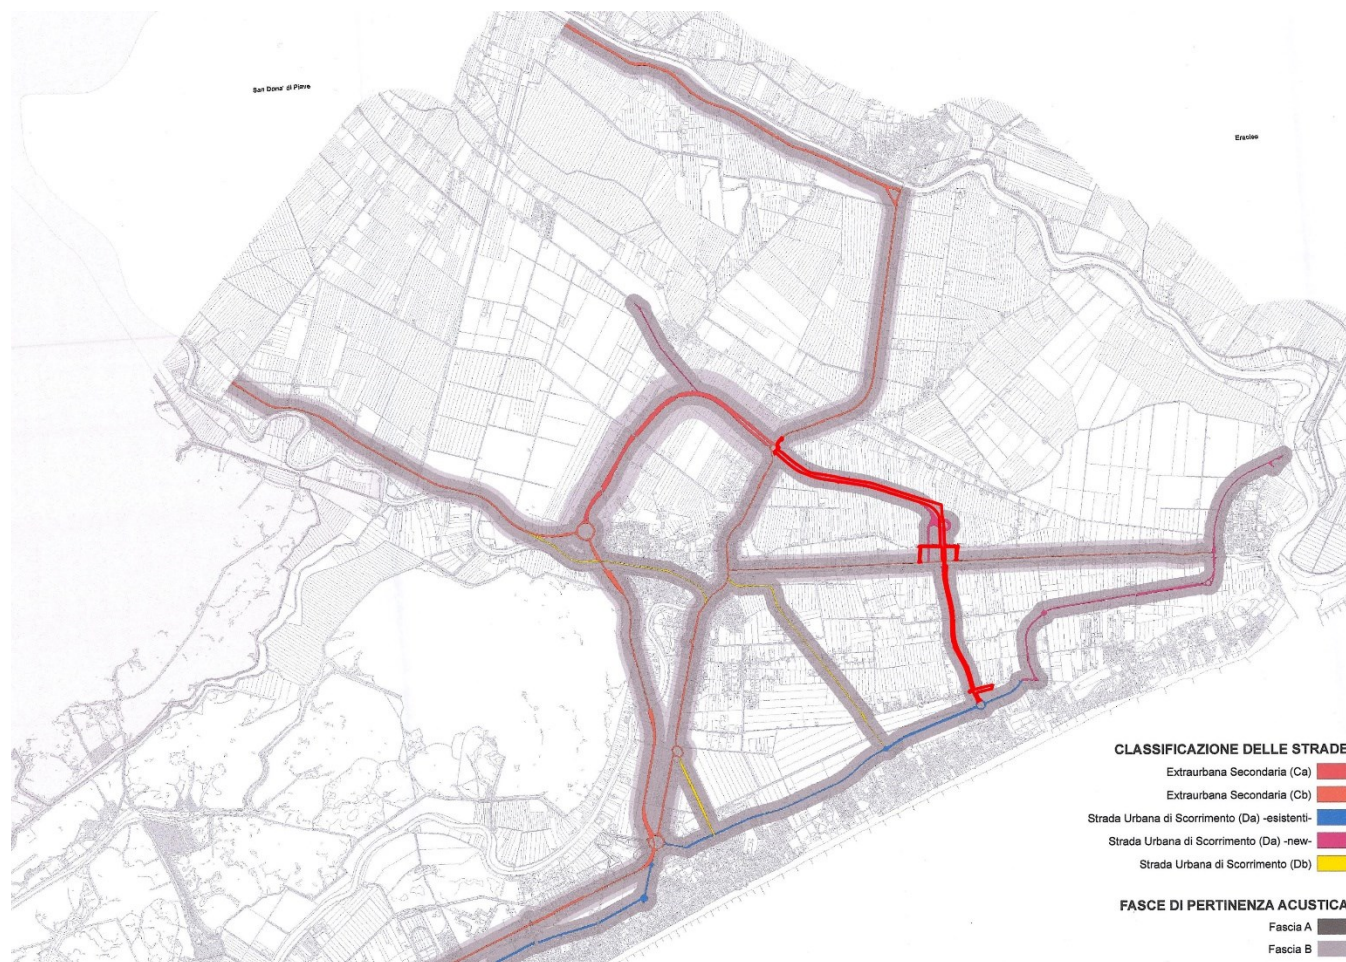 San Dona' di Piave
Eraclea
CLASSIFICAZIONE DELLE STRADE
Extraurbana Secondaria (Ca)
Extraurbana Secondaria (Cb)
Strada Urbana di Scorrimento (Da) -esistenti-
Strada Urbana di Scorrimento (Da) -new-
Strada Urbana di Scorrimento (Db)
FASCE DI PERTINENZA ACUSTICA
Fascia A
Fascia B